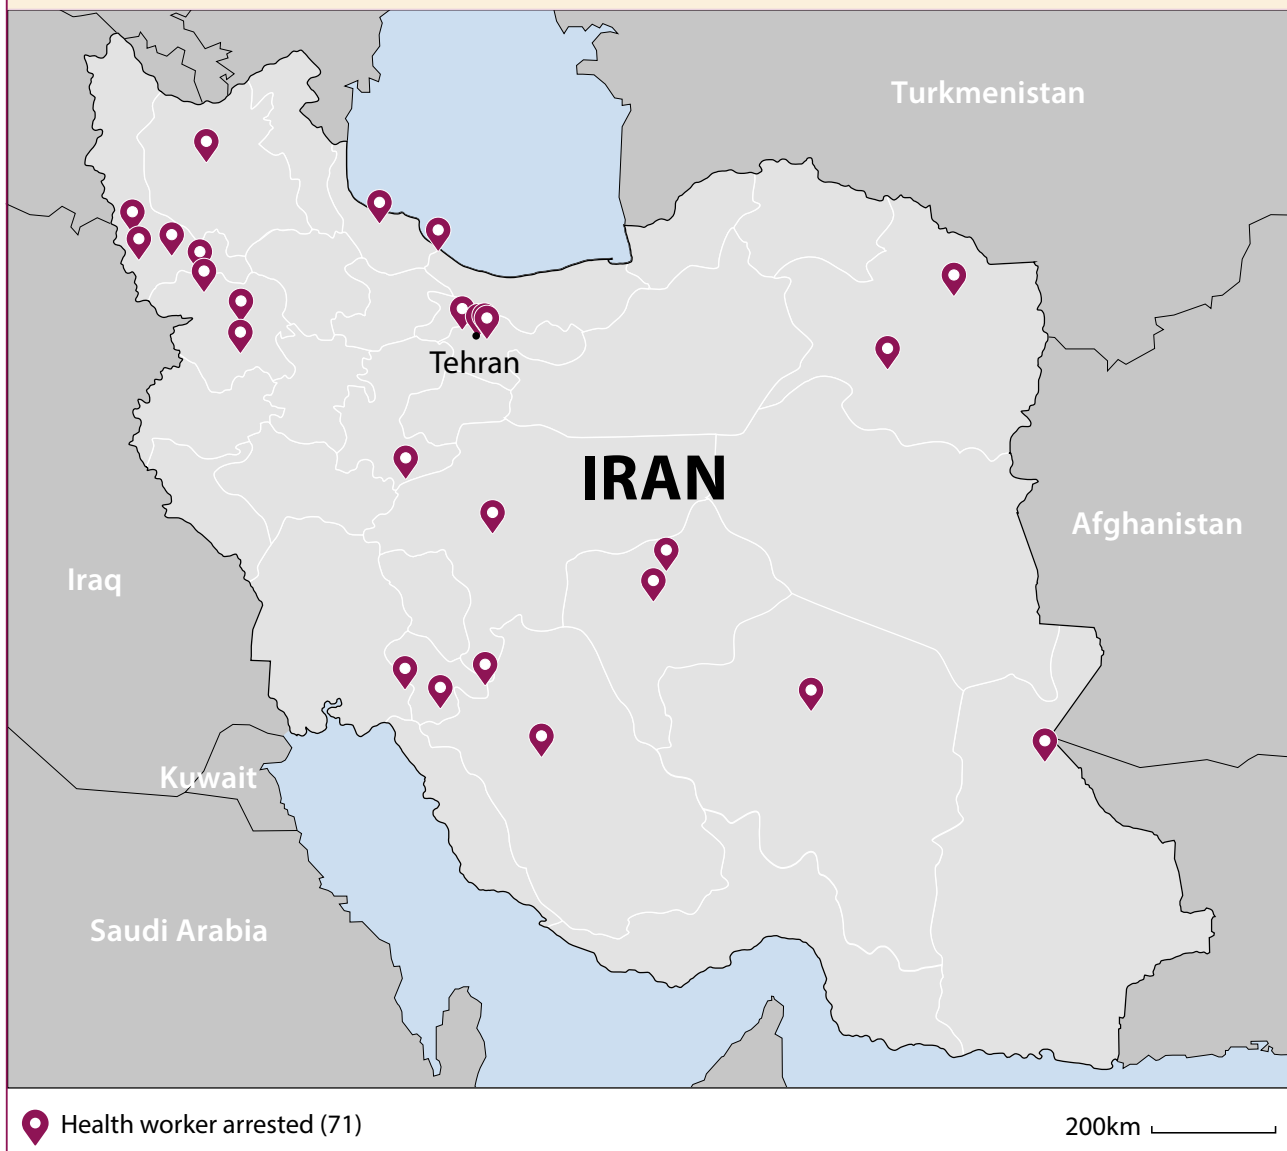 Turkmenistan
Tehran
IRAN
Afghanistan
Iraq
Kuwait
Saudi Arabia
Health worker arrested (71)
200km